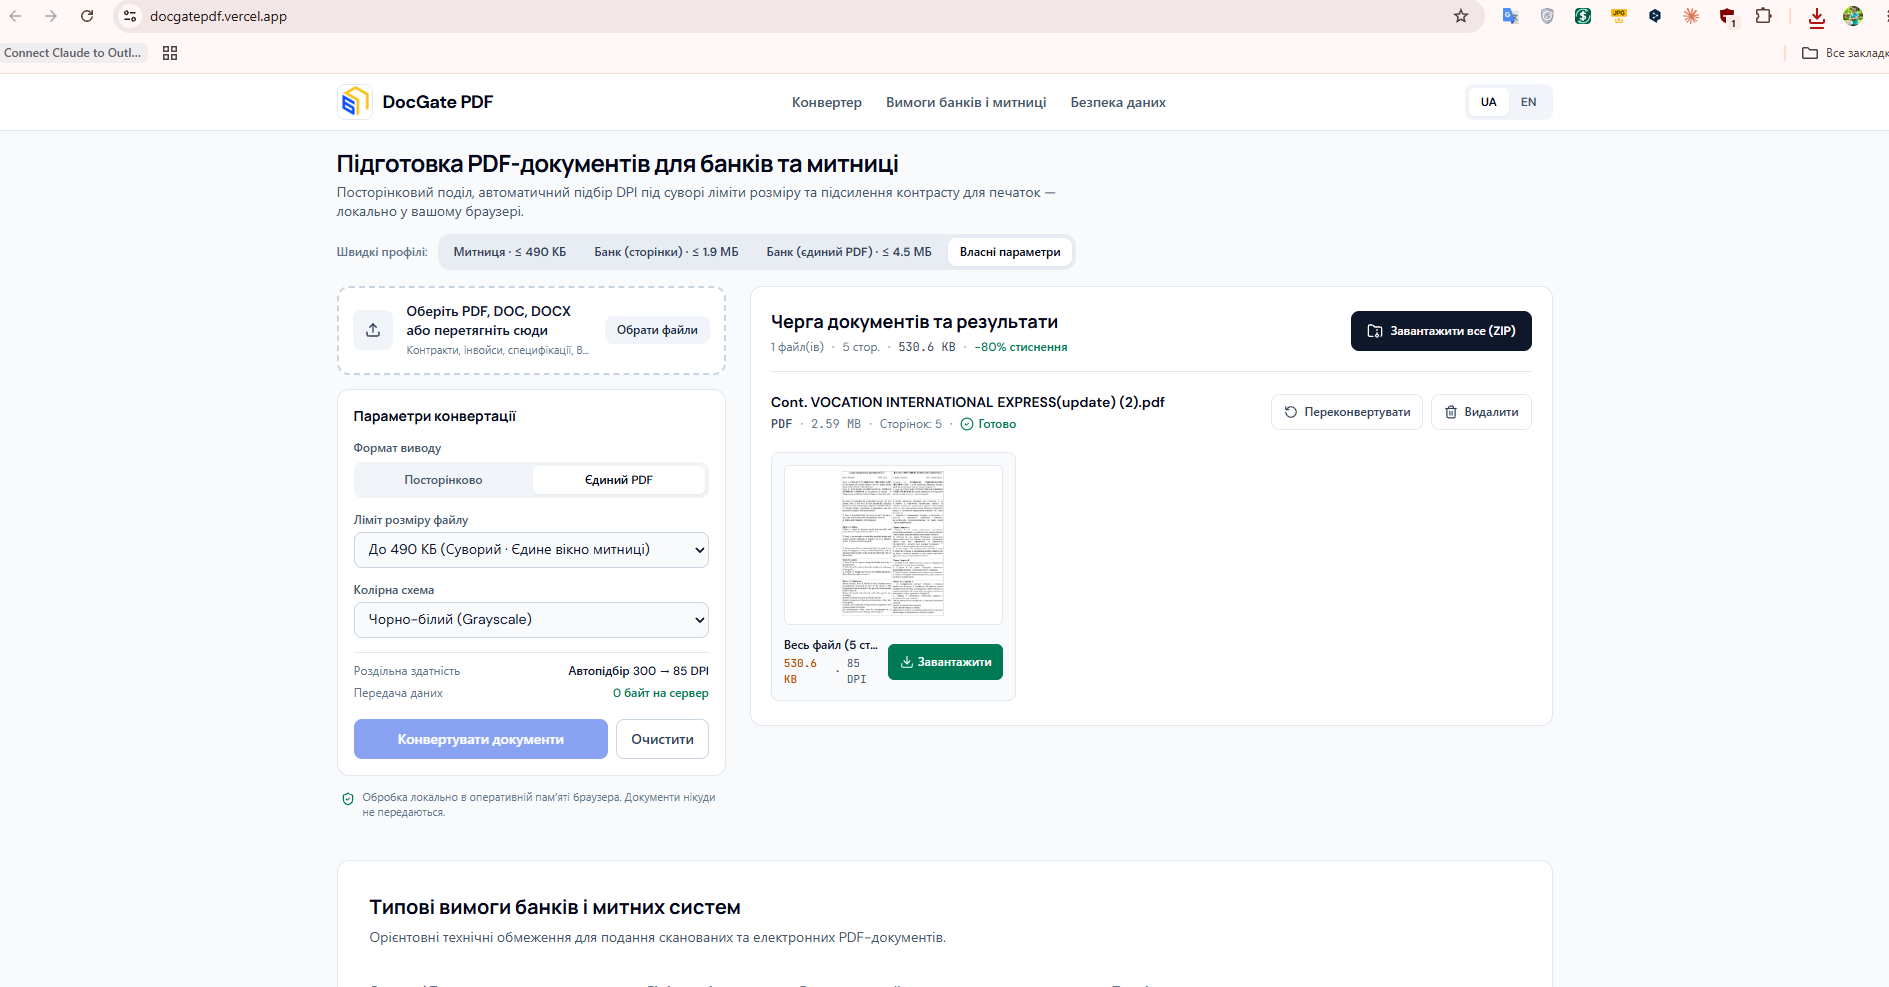 docgatepdf.vercel.app
Connect Claude to Outl...
Все заклад
DocGate PDF
Конвертер
Вимоги банків і митниці
Безпека даних
UA
EN
Підготовка PDF-документів для банків та митниці
Посторінковий поділ, автоматичний підбір DPI під суворі ліміти розміру та підсилення контрасту для печаток —
локально у вашому браузері.
Швидкі профілі:
Митниця · ≤ 490 КБ
Банк (сторінки) · ≤ 1.9 МБ
Банк (єдиний PDF) · ≤ 4.5 МБ
Власні параметри
Оберіть PDF, DOC, DOCX
або перетягніть сюди
Контракти, інвойси, специфікації, В...
Обрати файли
Параметри конвертації
Формат виводу
Посторінково
Єдиний PDF
Ліміт розміру файлу
До 490 КБ (Суворий · Єдине вікно митниці)
Колірна схема
Чорно-білий (Grayscale)
Роздільна здатність
Автопідбір 300 → 85 DPI
Передача даних
0 байт на сервер
Конвертувати документи
Очистити
Обробка локально в оперативній пам'яті браузера. Документи нікуди
не передаються.
Черга документів та результати
1 файл(ів) · 5 стор. · 530.6 KB · -80% стиснення
Завантажити все (ZIP)
Cont. VOCATION INTERNATIONAL EXPRESS(update) (2).pdf
PDF · 2.59 MB · Сторінок: 5 · Готово
Переконвертувати
Видалити
Весь файл (5 ст...
530.6 KB · 85 DPI
Завантажити
Типові вимоги банків і митних систем
Орієнтовні технічні обмеження для подання сканованих та електронних PDF-документів.